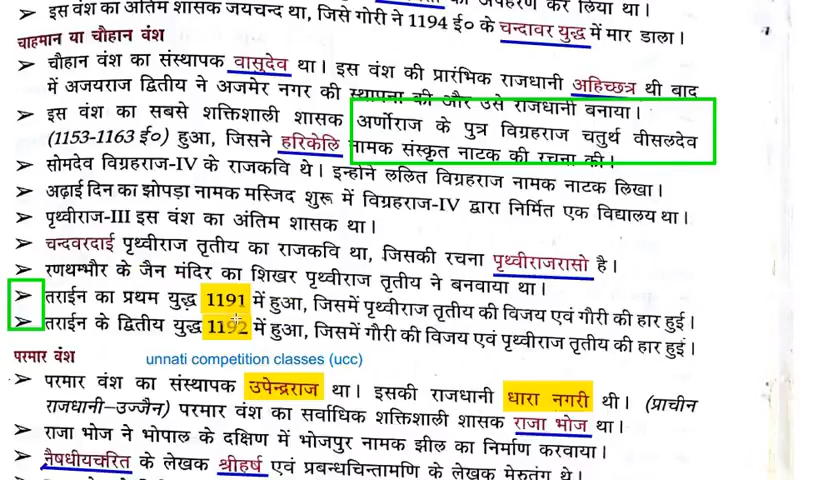 इस वंश का अंतिम शासक जयचन्द था, जिसे गोरी ने 1194 ई० के चन्दावर युद्ध में मार डाला।
का अपहरण कर लिया था।
चाहमान या चौहान वंश
➤ चौहान वंश का संस्थापक वासुदेव था। इस वंश की प्रारंभिक राजधानी अहिच्छत्र थी बाद
में अजयराज द्वितीय ने अजमेर नगर की स्थापना की और उसे राजधानी बनाया।
➤ इस वंश का सबसे शक्तिशाली शासक अर्णोराज के पुत्र विग्रहराज चतुर्थ वीसलदेव
(1153-1163 ई०) हुआ, जिसने हरिकेलि नामक संस्कृत नाटक की रचना की।
➤ सोमदेव विग्रहराज-IV के राजकवि थे। इन्होंने ललित विग्रहराज नामक नाटक लिखा।
➤ अढ़ाई दिन का झोपड़ा नामक मस्जिद शुरू में विग्रहराज-IV द्वारा निर्मित एक विद्यालय था।
➤ पृथ्वीराज-III इस वंश का अंतिम शासक था।
➤ चन्दवरदाई पृथ्वीराज तृतीय का राजकवि था, जिसकी रचना पृथ्वीराजरासो है।
➤ रणथम्भौर के जैन मंदिर का शिखर पृथ्वीराज तृतीय ने बनवाया था।
➤ तराईन का प्रथम युद्ध 1191 में हुआ, जिसमें पृथ्वीराज तृतीय की विजय एवं गौरी की हार हुई।
➤ तराईन के द्वितीय युद्ध 1192 में हुआ, जिसमें गौरी की विजय एवं पृथ्वीराज तृतीय की हार हुई।
परमार वंश
unnati competition classes (ucc)
➤ परमार वंश का संस्थापक उपेन्द्रराज था। इसकी राजधानी धारा नगरी थी। (प्राचीन
राजधानी–उज्जैन) परमार वंश का सर्वाधिक शक्तिशाली शासक राजा भोज था।
➤ राजा भोज ने भोपाल के दक्षिण में भोजपुर नामक झील का निर्माण करवाया।
➤ नैषधीयचरित के लेखक श्रीहर्ष एवं प्रबन्धचिन्तामणि के लेखक मेरुतुंग थे।